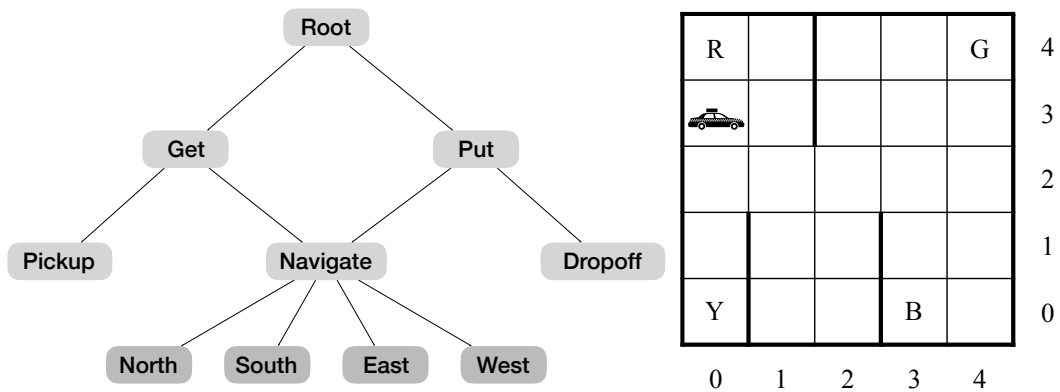 Root
Get
Put
Pickup
Navigate
Dropoff
North
South
East
West
R
G
4
3
2
1
Y
B
0
0
1
2
3
4